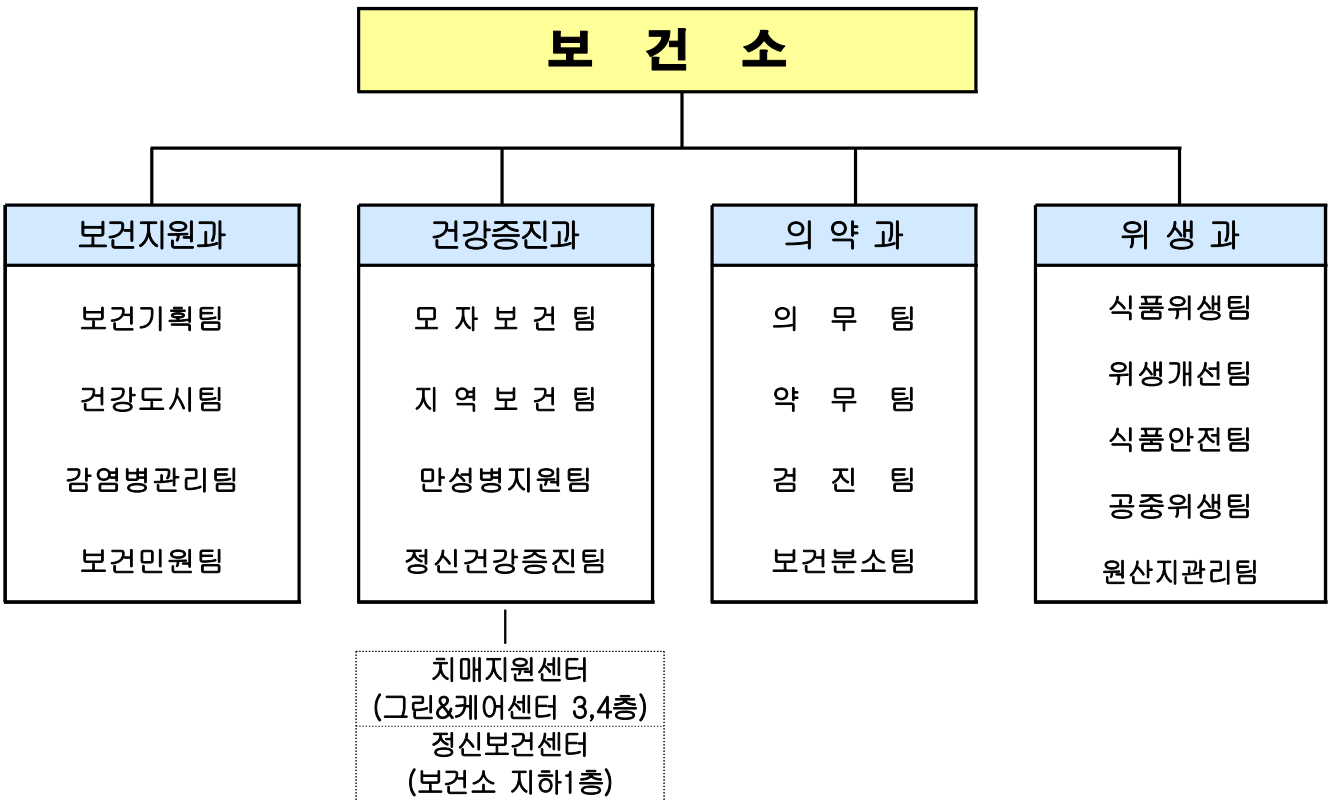 보 건 소
보건지원과
보건기획팀
건강도시팀
감염병관리팀
보건민원팀
건강증진과
모 자 보 건 팀
지 역 보 건 팀
만성병지원팀
정신건강증진팀
치매지원센터
(그린&케어센터 3,4층)
정신보건센터
(보건소 지하1층)
의 약 과
의 무 팀
약 무 팀
검 진 팀
보건분소팀
위 생 과
식품위생팀
위생개선팀
식품안전팀
공중위생팀
원산지관리팀